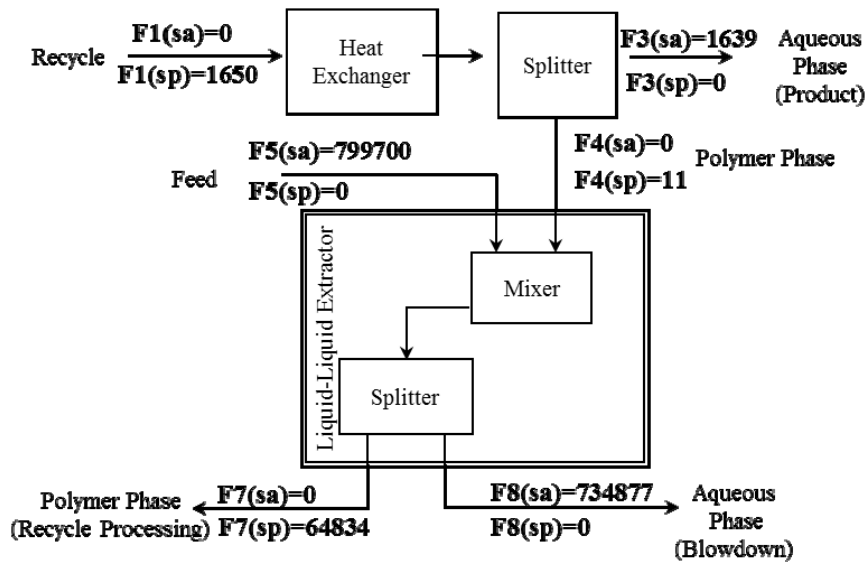 F1(sa)=0
Recycle
F1(sp)=1650
Heat
Exchanger
Splitter
F3(sa)=1639
F3(sp)=0
Aqueous
Phase
(Product)
F5(sa)=799700
Feed
F5(sp)=0
F4(sa)=0
F4(sp)=11
Polymer Phase
Liquid-Liquid Extractor
Mixer
Splitter
Polymer Phase
(Recycle Processing)
F7(sa)=0
F7(sp)=64834
F8(sa)=734877
F8(sp)=0
Aqueous
Phase
(Blowdown)